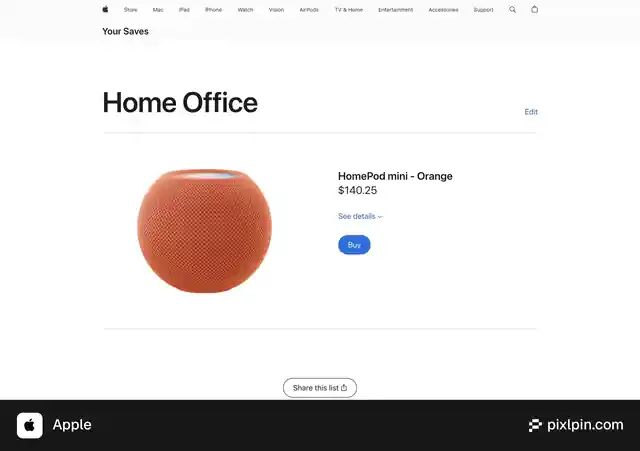 Store Mac iPad iPhone Watch Vision AirPods TV & Home Entertainment Accessories Support
Your Saves
Home Office
Edit
HomePod mini - Orange
$140.25
See details
Buy
Share this list
Apple
pixlpin.com